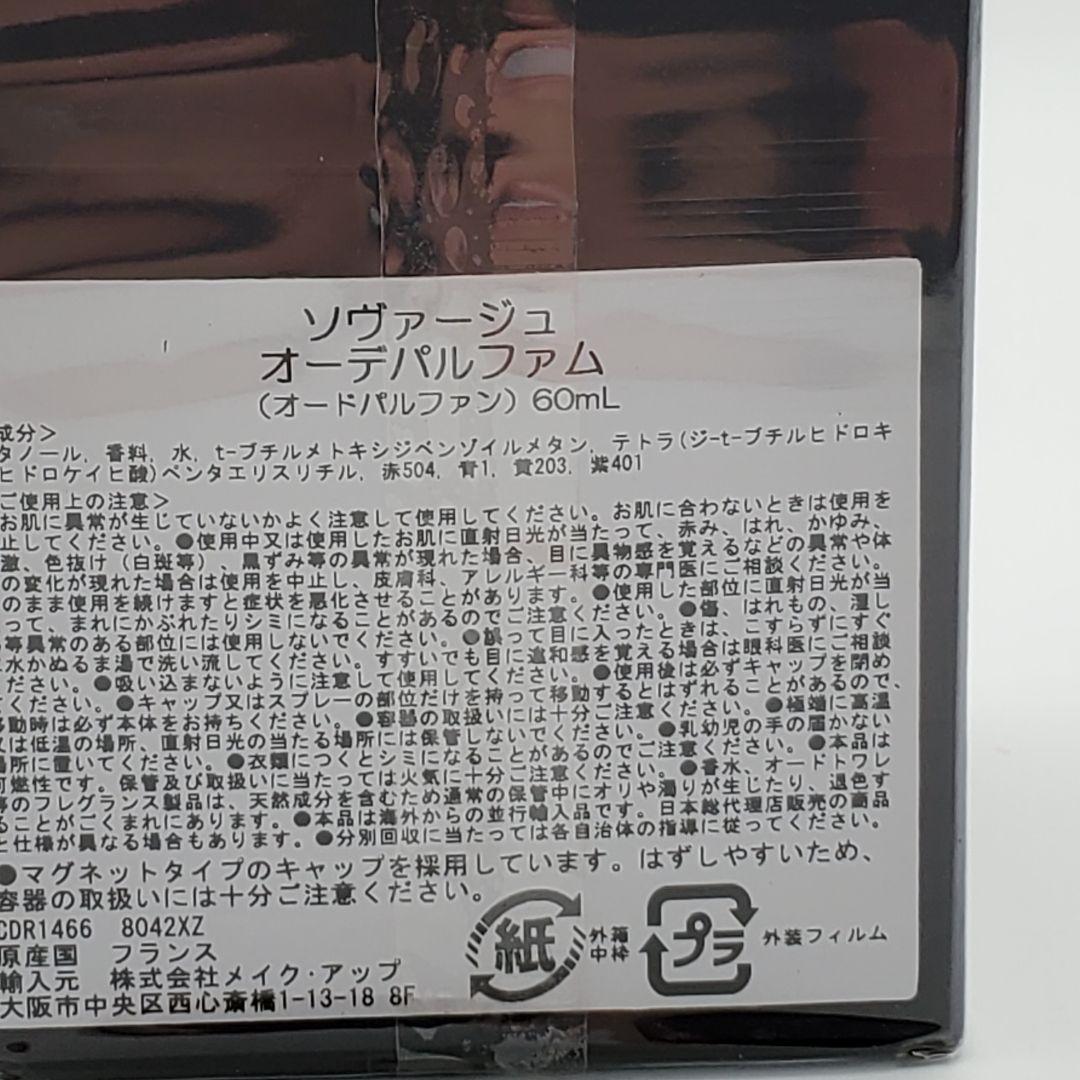 ソヴァージュ
オーデパルファム
(オードパルファン) 60mL
成分>
タノール, 香料, 水, t-ブチルメトキシジベンゾイルメタン, テトラ(ジ-t-ブチルヒドロキ
ヒドロケイヒ酸)ペンタエリスリチル, 赤504, 青1, 黄203, 紫401
ご使用上の注意>
お肌に異常が生じていないかよく注意して使用してください。お肌に合わないときは使用を
止してください。●使用中又は使用したお肌に直射日光が当たって、赤み、はれ、かゆみ、
激、色抜け(白斑等)、黒ずみ等の異常が現れた場合、目に異物感を覚えるなどの異常や体
の変化が現れた場合は使用を中止し、皮膚科、アレルギー科等の専門医にご相談ください。
のまま使用を続けますと症状を悪化させることがあります。●使用した部位に直射日光が当
って、まれにかぶれたりシミになることがあるのでご注意ください。●傷、はれもの、湿し
等異常のある部位には使用しないでください。●誤って目に入ったときは、こすらずにすぐ
水かぬるま湯で洗い流してください。すすいでも目に違和感を覚える場合は眼科医にご相談
ください。●吸い込まないように注意して使用してください。●使用後は必ずキャップを閉め
てください。●キャップ又はスプレーの部位だけを持って移動するとはずれることがあるので、
移動時は必ず本体をお持ちください。●容器の取扱いには十分ご注意ください。●極端に高温
又は低温の場所、直射日光の当たる場所には保管しないでください。●乳幼児の手の届かない
場所に置いてください。●衣類につくとシミになることがあるのでご注意ください。●本品は
可燃性です。保管及び取扱いに当たっては火気に十分ご注意ください。●香水、オードトワレ
等のフレグランス製品は、天然成分を含むため通常の保管中にオリや濁りが生じたり、退色す
ることがごくまれにあります。●本品は海外からの並行輸入品です。日本総代理店販売の商品
と仕様が異なる場合もあります。●分別回収に当たっては各自治体の指導に従ってください。
●マグネットタイプのキャップを採用しています。はずしやすいため、
容器の取扱いには十分ご注意ください。
CDR1466 8042XZ
原産国 フランス
輸入元 株式会社メイク・アップ
大阪市中央区西心斎橋1-13-18 8F
紙
外箱
中枠
プラ
外装フィルム